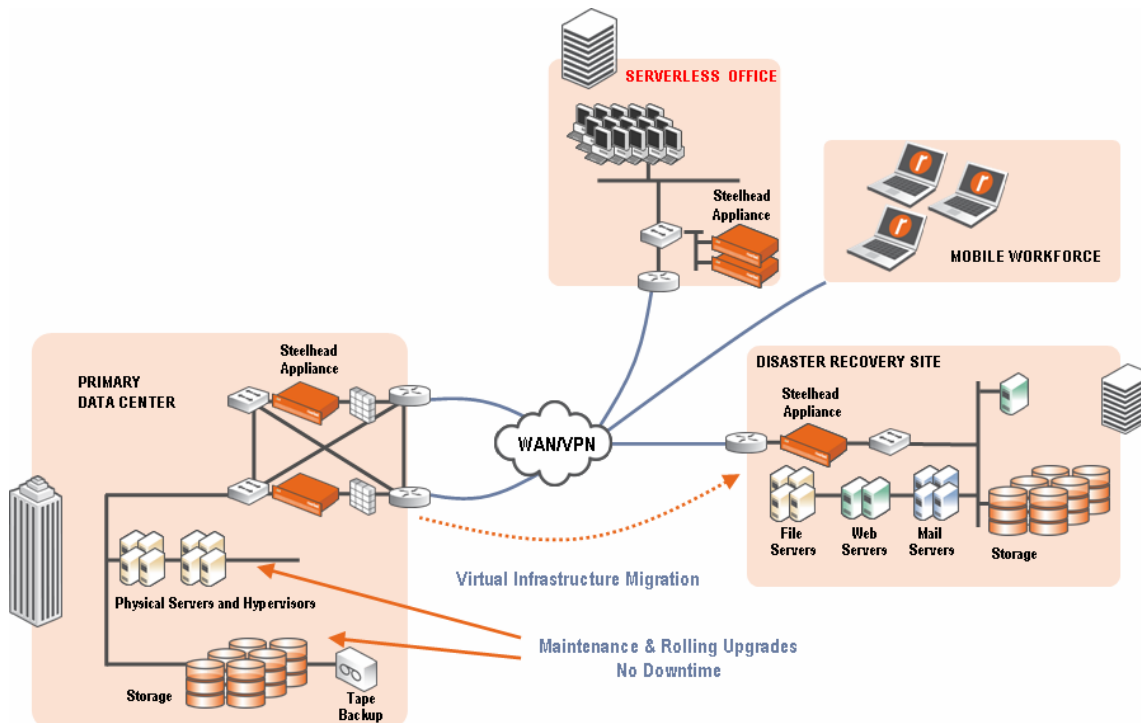 SERVERLESS OFFICE
Steelhead
Appliance
MOBILE WORKFORCE
PRIMARY
DATA CENTER
Steelhead
Appliance
WAN/VPN
DISASTER RECOVERY SITE
Steelhead
Appliance
File
Servers
Web
Servers
Mail
Servers
Storage
Virtual Infrastructure Migration
Physical Servers and Hypervisors
Maintenance & Rolling Upgrades
No Downtime
Storage
Tape
Backup